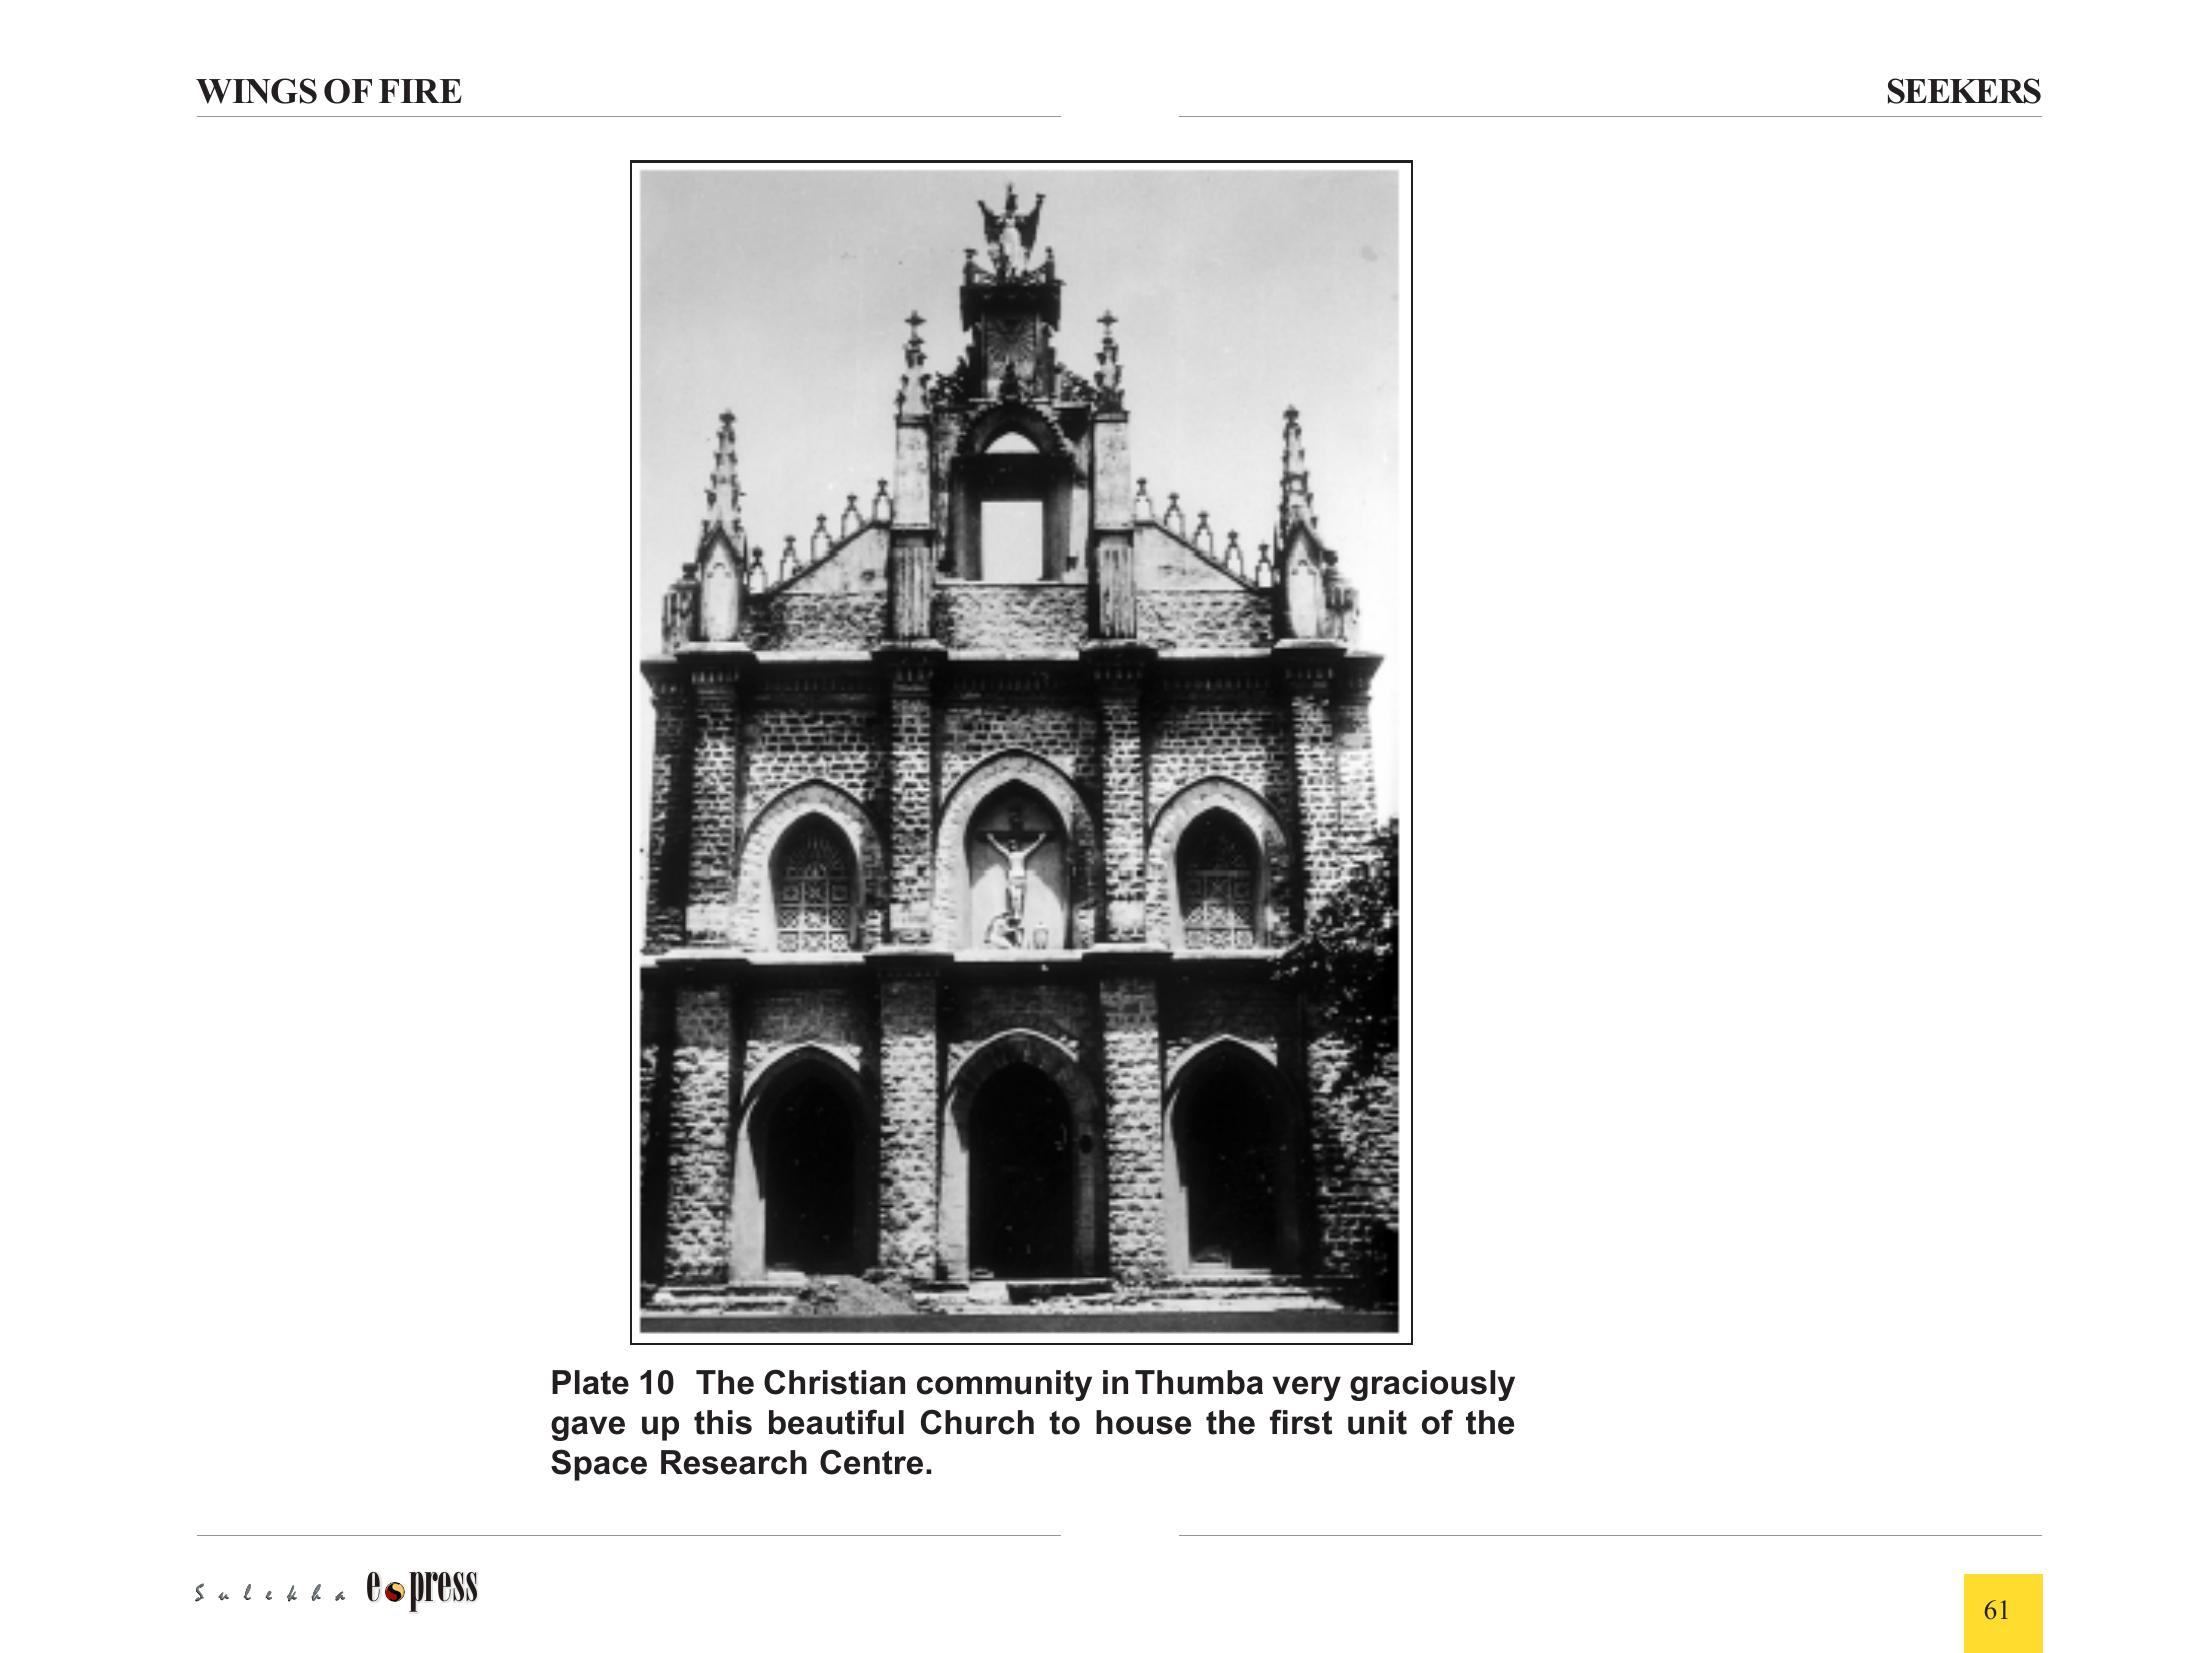 WINGS OF FIRE
SEEKERS
Plate 10 The Christian community in Thumba very graciously
gave up this beautiful Church to house the first unit of the
Space Research Centre.
Sulekha e press
61